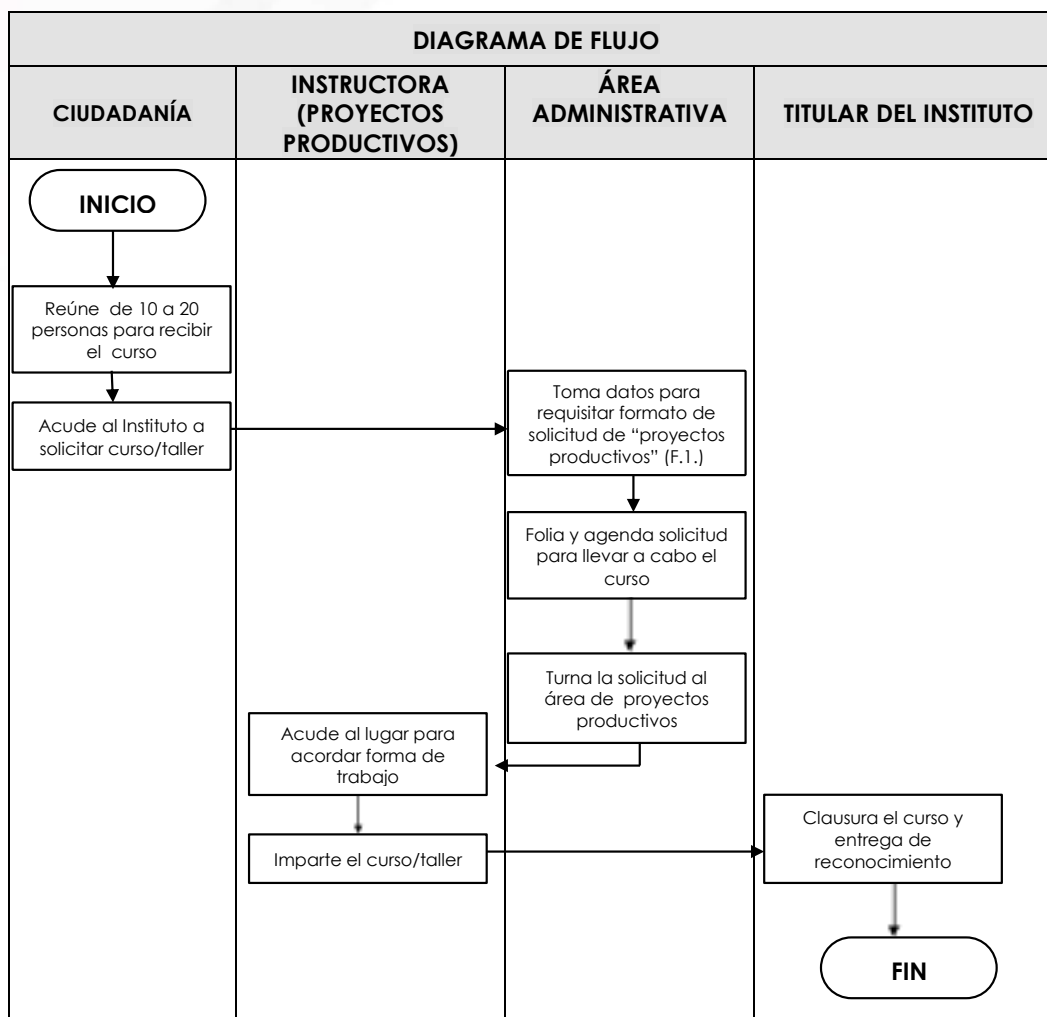 DIAGRAMA DE FLUJO
CIUDADANÍA
INSTRUCTORA
(PROYECTOS
PRODUCTIVOS)
ÁREA
ADMINISTRATIVA
TITULAR DEL INSTITUTO
INICIO
Reúne de 10 a 20
personas para recibir
el curso
Acude al Instituto a
solicitar curso/taller
Toma datos para
requisitar formato de
solicitud de “proyectos
productivos” (F.1.)
Folia y agenda solicitud
para llevar a cabo el
curso
Turna la solicitud al
área de proyectos
productivos
Acude al lugar para
acordar forma de
trabajo
Imparte el curso/taller
Clausura el curso y
entrega de
reconocimiento
FIN